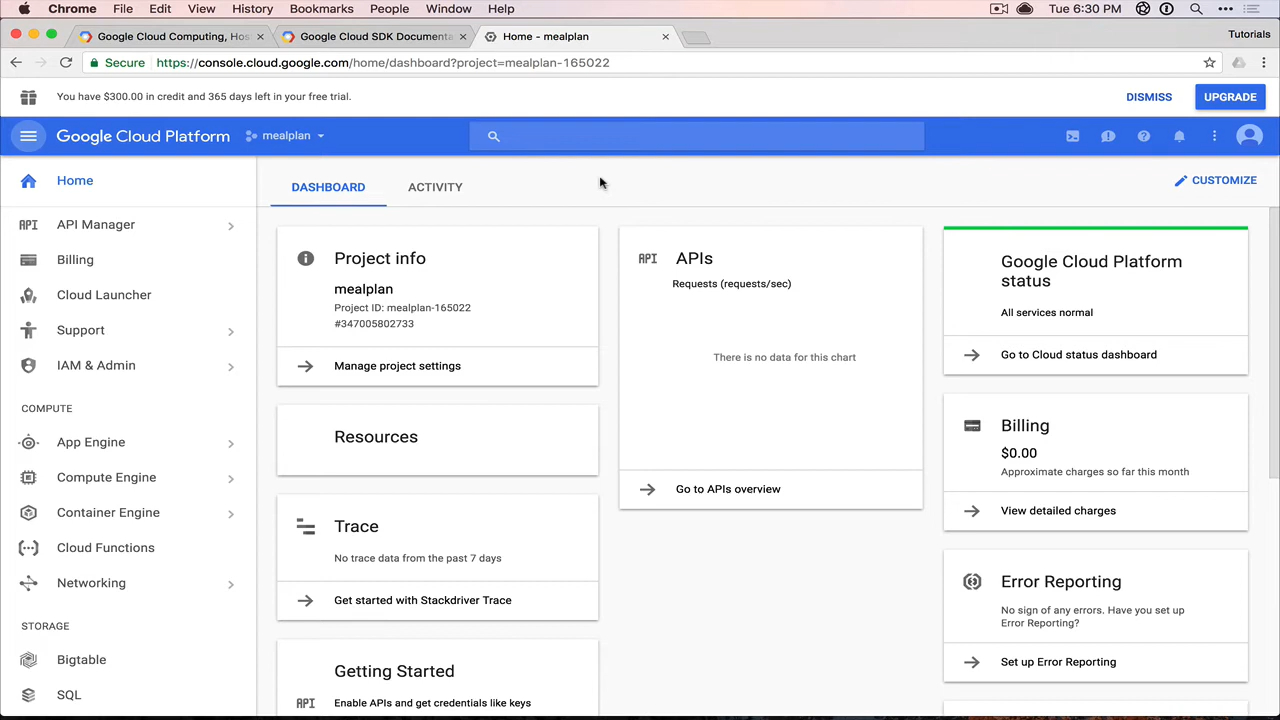 Chrome File Edit View History Bookmarks People Window Help Tue 6:30 PM
Google Cloud Computing, Hos
Google Cloud SDK Documenta
Home - mealplan
Tutorials
Secure https://console.cloud.google.com/home/dashboard?project=mealplan-165022
You have $300.00 in credit and 365 days left in your free trial.
DISMISS
UPGRADE
Google Cloud Platform
mealplan
Home
API Manager
Billing
Cloud Launcher
Support
IAM & Admin
COMPUTE
App Engine
Compute Engine
Container Engine
Cloud Functions
Networking
STORAGE
Bigtable
SQL
DASHBOARD
ACTIVITY
CUSTOMIZE
Project info
mealplan
Project ID: mealplan-165022
#347005802733
Manage project settings
Resources
Trace
No trace data from the past 7 days
Get started with Stackdriver Trace
Getting Started
API Enable APIs and get credentials like keys
API APIs
Requests (requests/sec)
There is no data for this chart
Go to APIs overview
Google Cloud Platform
status
All services normal
Go to Cloud status dashboard
Billing
$0.00
Approximate charges so far this month
View detailed charges
Error Reporting
No sign of any errors. Have you set up
Error Reporting?
Set up Error Reporting